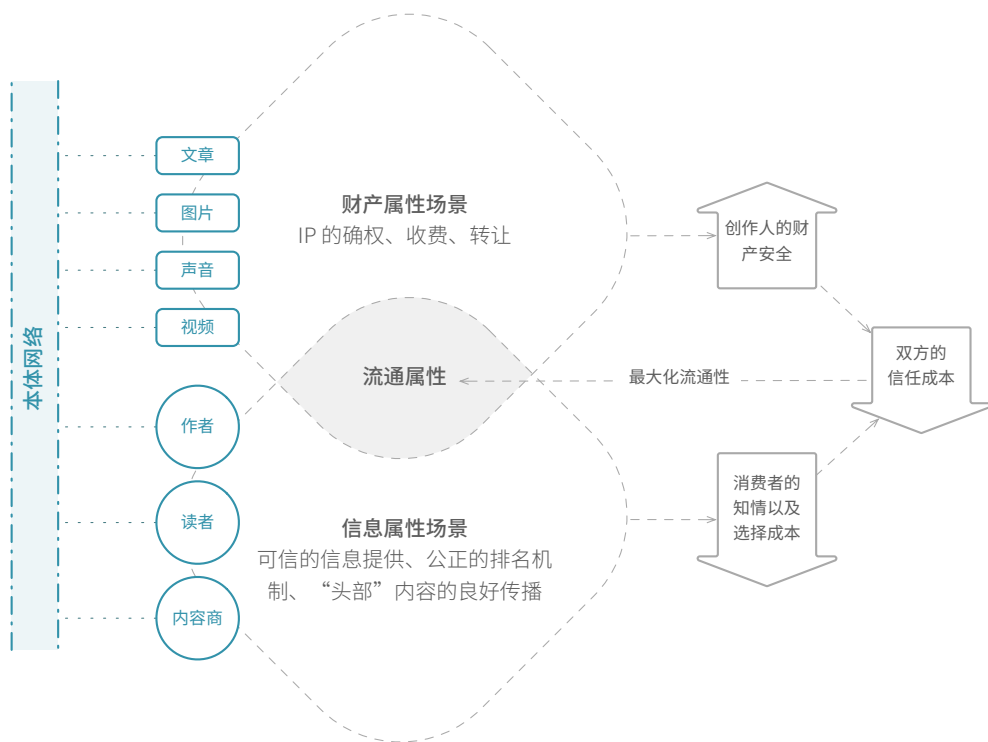 本体网络
文章
图片
声音
视频
作者
读者
内容商
财产属性场景
IP 的确权、收费、转让
流通属性
信息属性场景
可信的信息提供、公正的排名机
制、“头部”内容的良好传播
创作人的财
产安全
最大化流通性
双方的
信任成本
消费者的
知情以及
选择成本